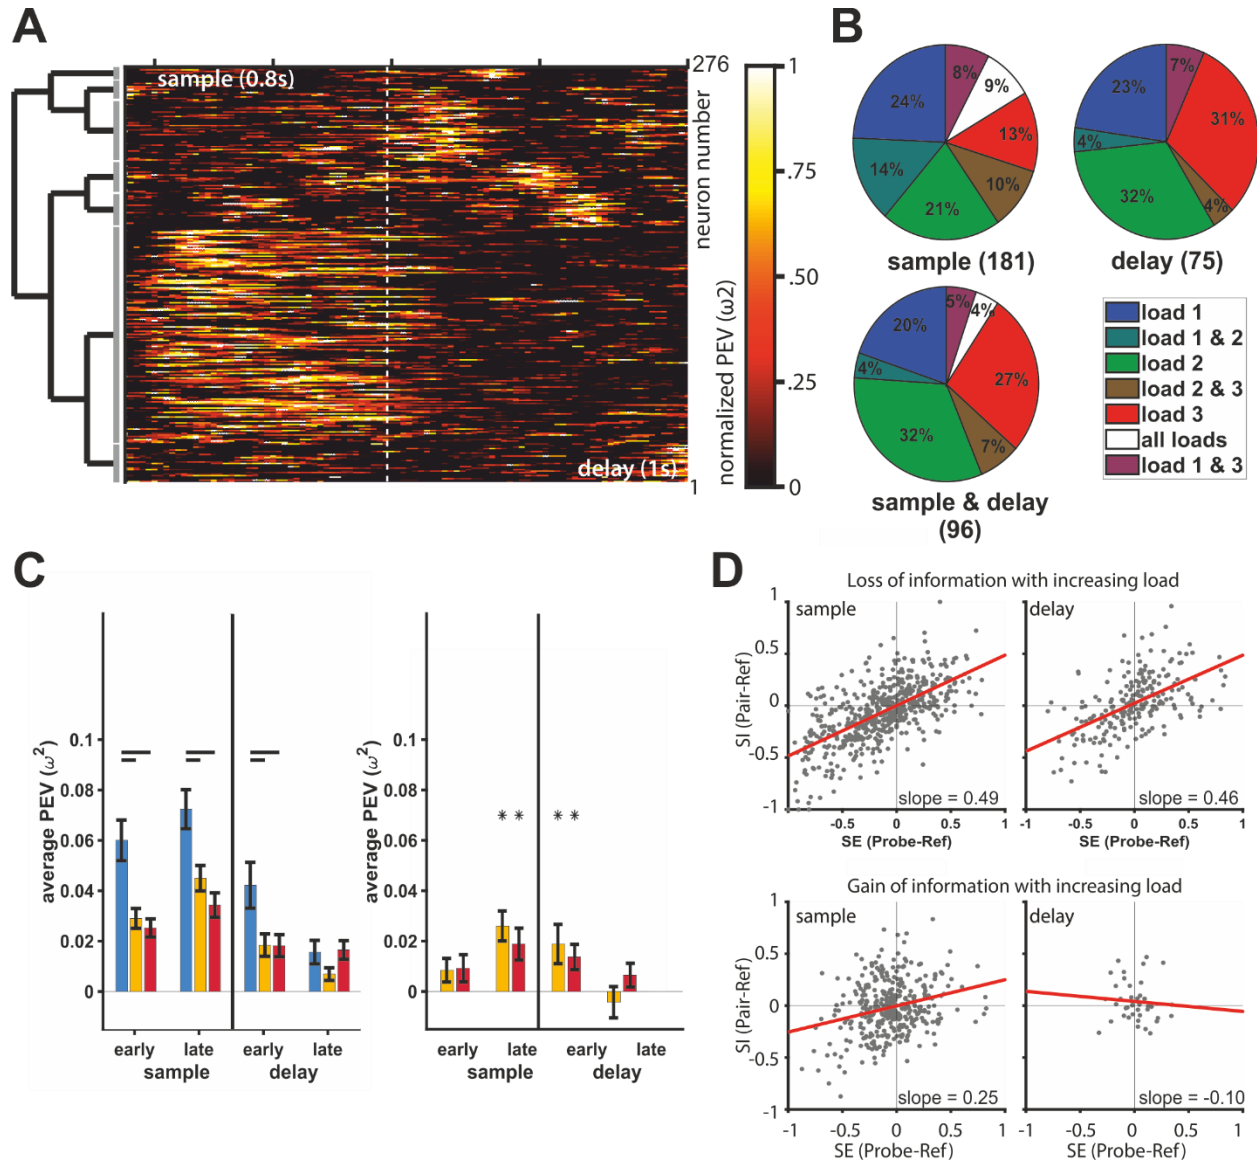 A
sample (0.8s)
delay (1s)
276
neuron number
1
normalized PEV (ω2)
1
.75
.50
.25
0
B
8%
9%
13%
10%
21%
14%
24%
sample (181)
7%
31%
4%
32%
4%
23%
delay (75)
5%
4%
27%
7%
32%
4%
20%
sample & delay
(96)
load 1
load 1 & 2
load 2
load 2 & 3
load 3
all loads
load 1 & 3
C
average PEV (ω²)
0.1
0.08
0.06
0.04
0.02
0
early late early late
sample delay
average PEV (ω²)
0.1
0.08
0.06
0.04
0.02
0
* * * *
early late early late
sample delay
D
Loss of information with increasing load
SI (Pair-Ref)
1
0.5
0
-0.5
-1
sample
slope = 0.49
-0.5 0 0.5 1
SE (Probe-Ref)
delay
slope = 0.46
-0.5 0 0.5 1
SE (Probe-Ref)
Gain of information with increasing load
SI (Pair-Ref)
1
0.5
0
-0.5
-1
sample
slope = 0.25
-1 -0.5 0 0.5 1
SE (Probe-Ref)
delay
slope = -0.10
-1 -0.5 0 0.5 1
SE (Probe-Ref)